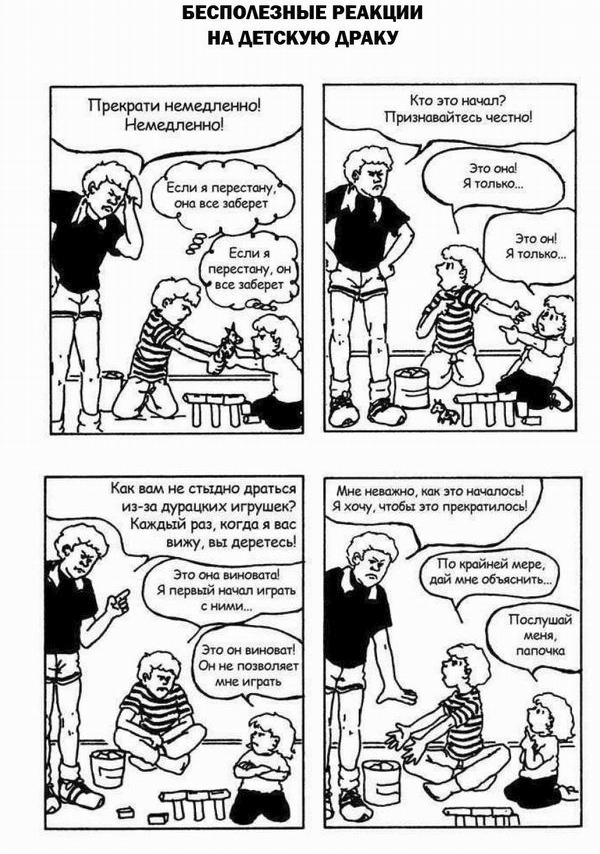 БЕСПОЛЕЗНЫЕ РЕАКЦИИ
НА ДЕТСКУЮ ДРАКУ
Прекрати немедленно!
Немедленно!
Если я перестану,
она все заберет
Если я
перестану, он
все заберет
Кто это начал?
Признавайтесь честно!
Это она!
Я только...
Это он!
Я только...
Как вам не стыдно драться
из-за дурацких игрушек?
Каждый раз, когда я вас
вижу, вы деретесь!
Это она виновата!
Я первый начал играть
с ними...
Это он виноват!
Он не позволяет
мне играть
Мне неважно, как это началось!
Я хочу, чтобы это прекратилось!
По крайней мере,
дай мне объяснить...
Послушай
меня,
папочка